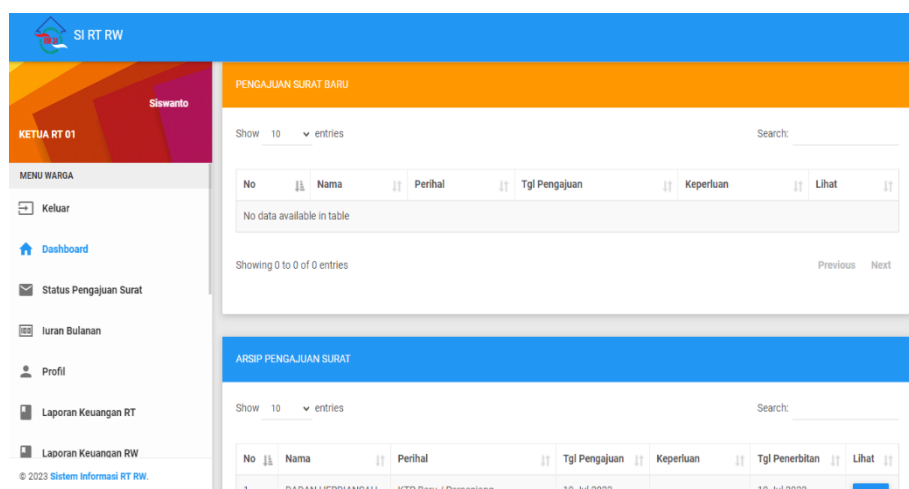 SI RT RW
Siswanto
KETUA RT 01
MENU WARGA
Keluar
Dashboard
Status Pengajuan Surat
Iuran Bulanan
Profil
Laporan Keuangan RT
Laporan Keuangan RW
© 2023 Sistem Informasi RT RW.
PENGAJUAN SURAT BARU
Show 10 entries Search:
No Nama Perihal Tgl Pengajuan Keperluan Lihat
No data available in table
Showing 0 to 0 of 0 entries Previous Next
ARSIP PENGAJUAN SURAT
Show 10 entries Search:
No Nama Perihal Tgl Pengajuan Keperluan Tgl Penerbitan Lihat